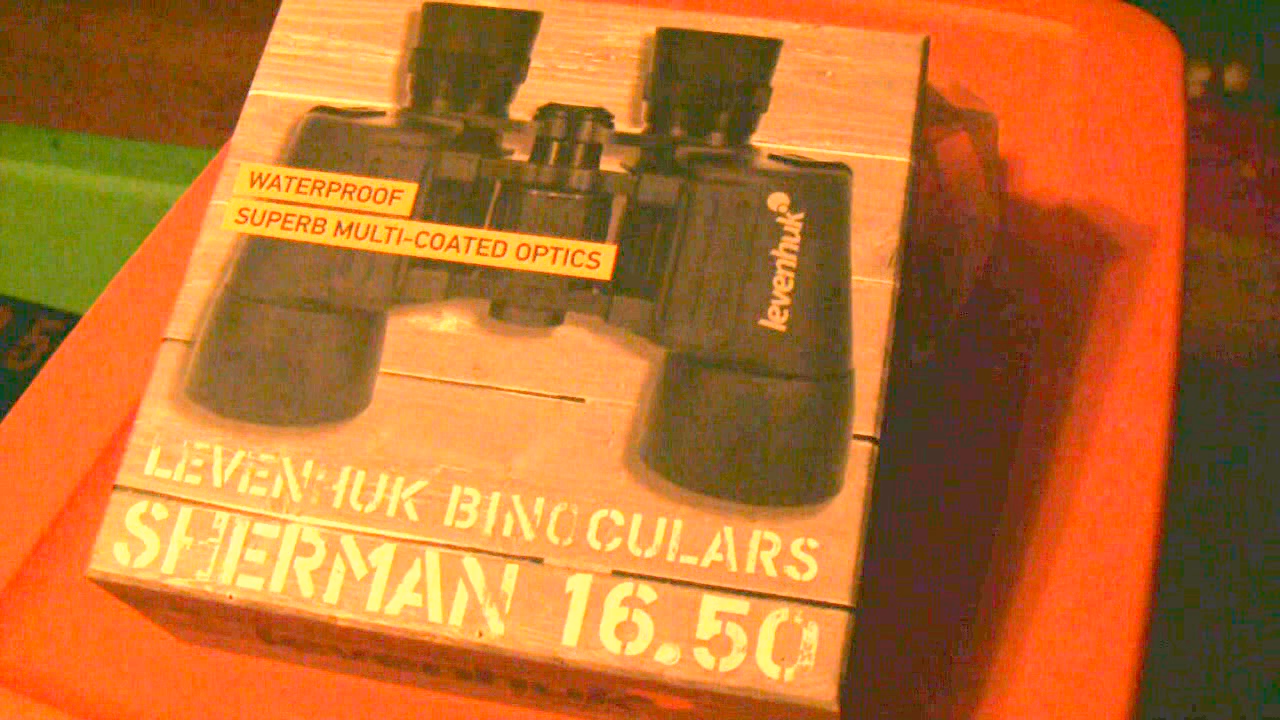 WATERPROOF
SUPERB MULTI-COATED OPTICS
levenhuk
LEVENHUK BINOCULARS
SHERMAN 16.50